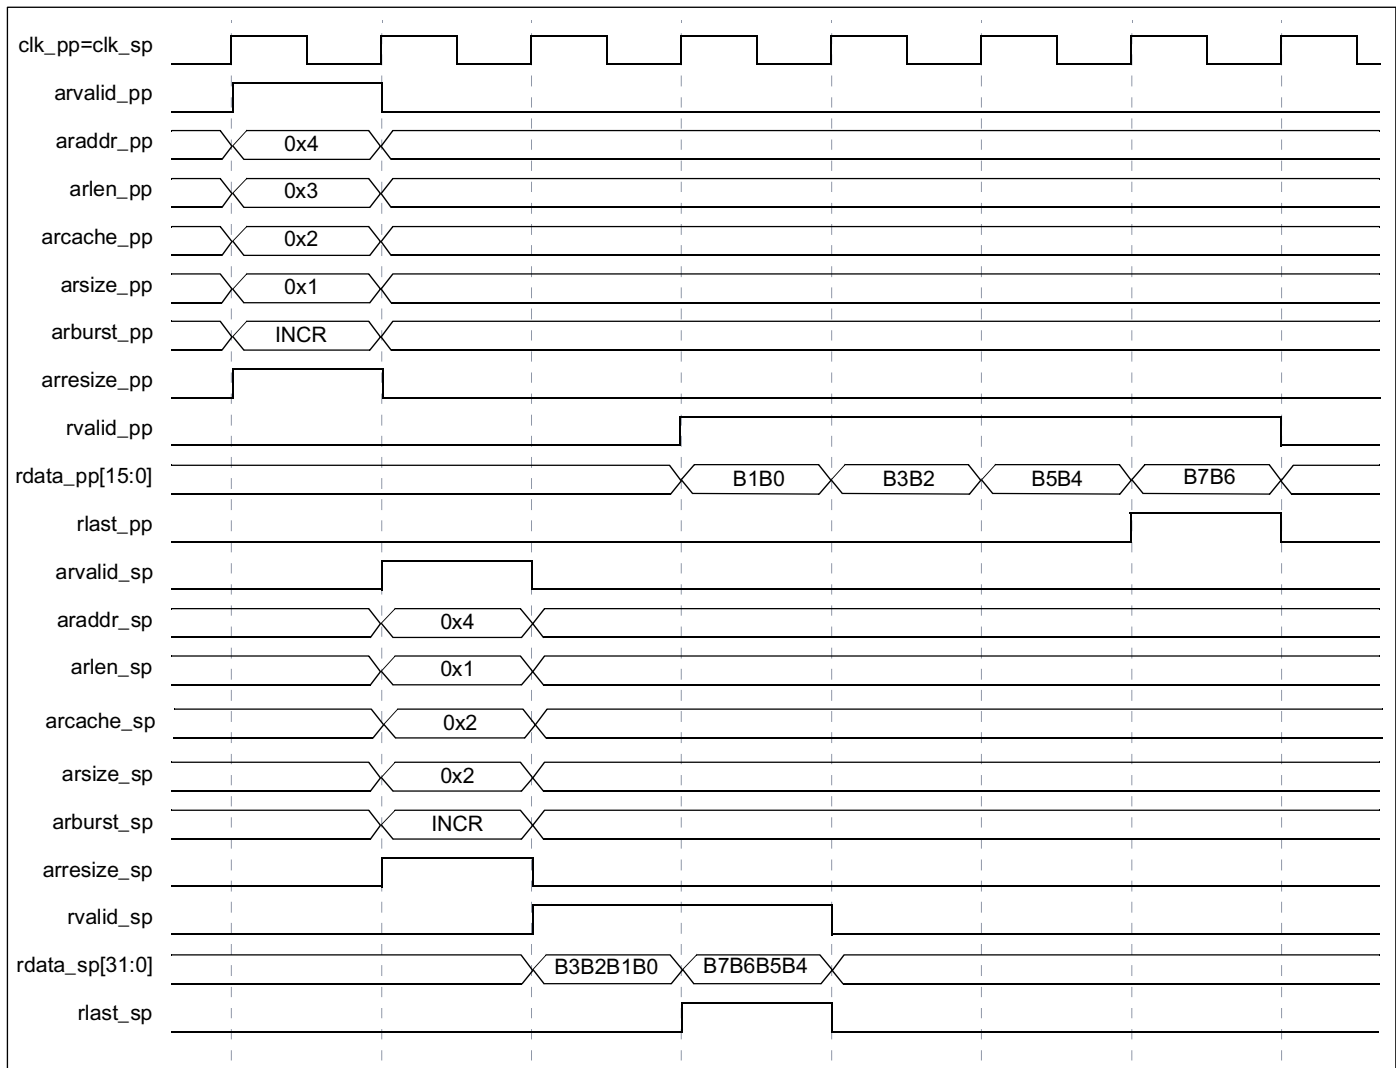 clk_pp=clk_sp
arvalid_pp
araddr_pp 0x4
arlen_pp 0x3
arcache_pp 0x2
arsize_pp 0x1
arburst_pp INCR
arresize_pp
rvalid_pp
rdata_pp[15:0] B1B0 B3B2 B5B4 B7B6
rlast_pp
arvalid_sp
araddr_sp 0x4
arlen_sp 0x1
arcache_sp 0x2
arsize_sp 0x2
arburst_sp INCR
arresize_sp
rvalid_sp
rdata_sp[31:0] B3B2B1B0 B7B6B5B4
rlast_sp